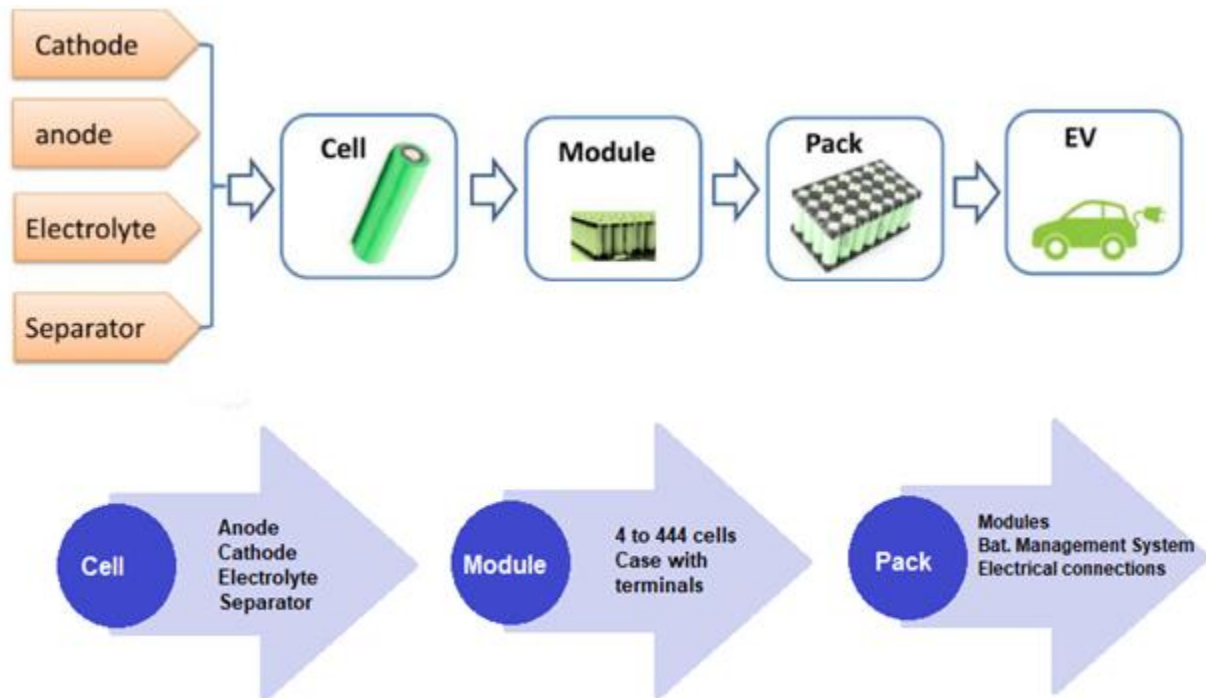 Cathode
anode
Electrolyte
Separator
Cell
Module
Pack
EV
Cell
Anode
Cathode
Electrolyte
Separator
Module
4 to 444 cells
Case with
terminals
Pack
Modules
Bat. Management System
Electrical connections